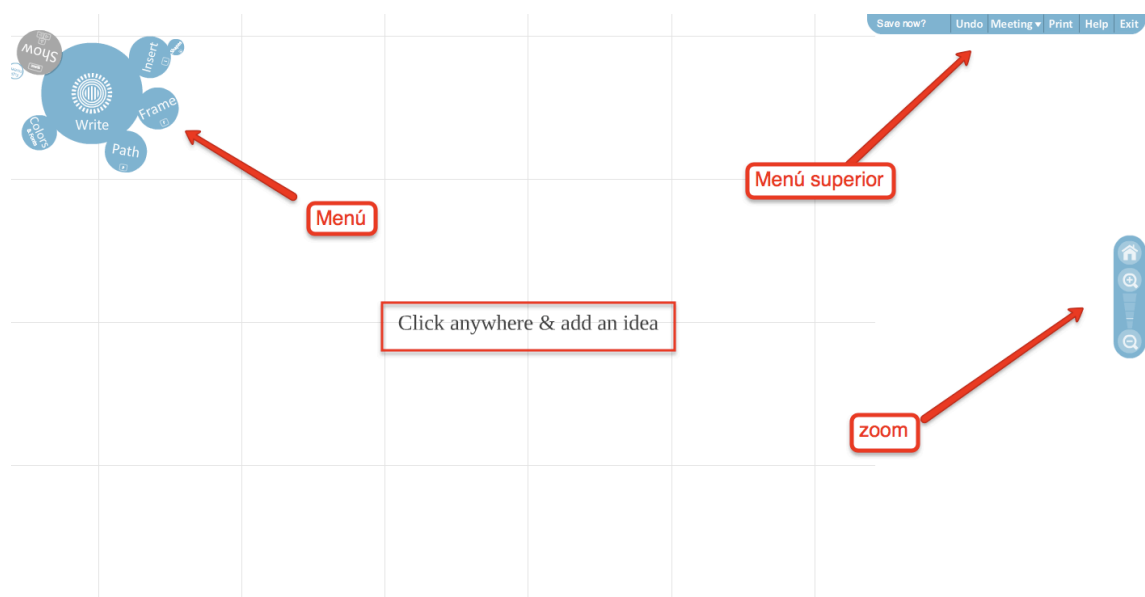 Save now? Undo Meeting Print Help Exit
Show
Insert
Frame
Write
Colors
Path
Menú superior
Menú
Click anywhere & add an idea
zoom